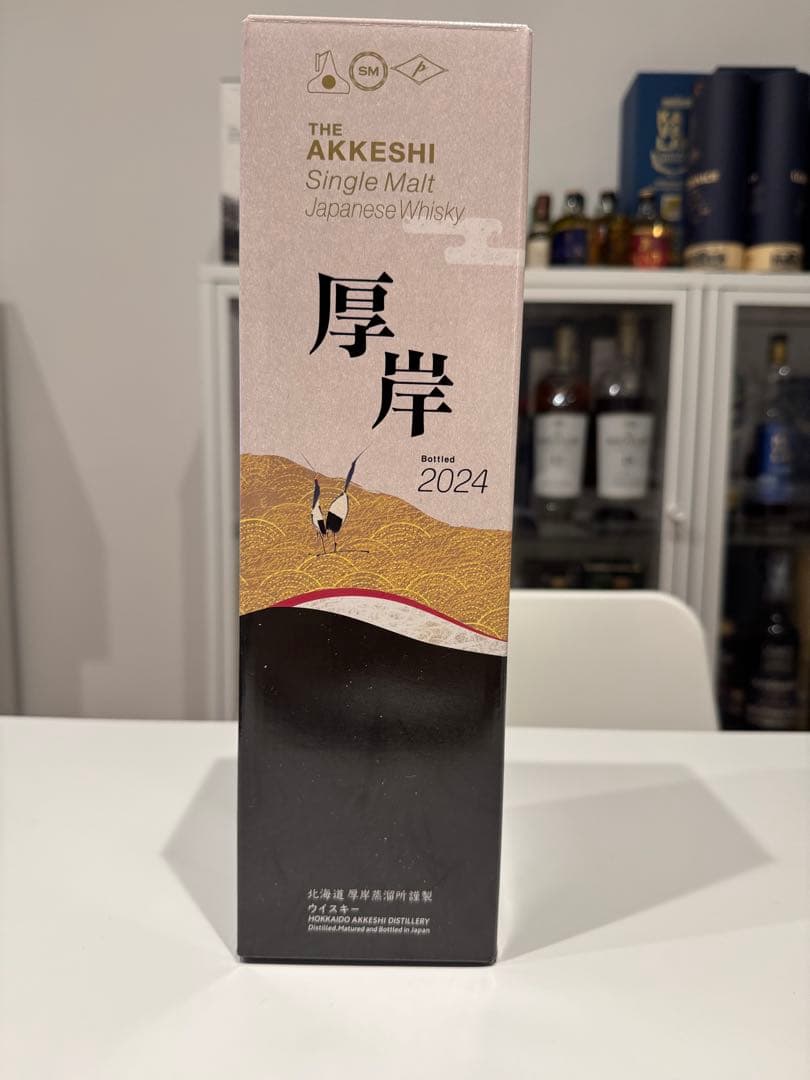 SM
p
THE
AKKESHI
Single Malt
Japanese Whisky
厚岸
Bottled
2024
北海道 厚岸蒸溜所謹製
ウイスキー
HOKKAIDO AKKESHI DISTILLERY
Distilled.Matured and Bottled in Japan